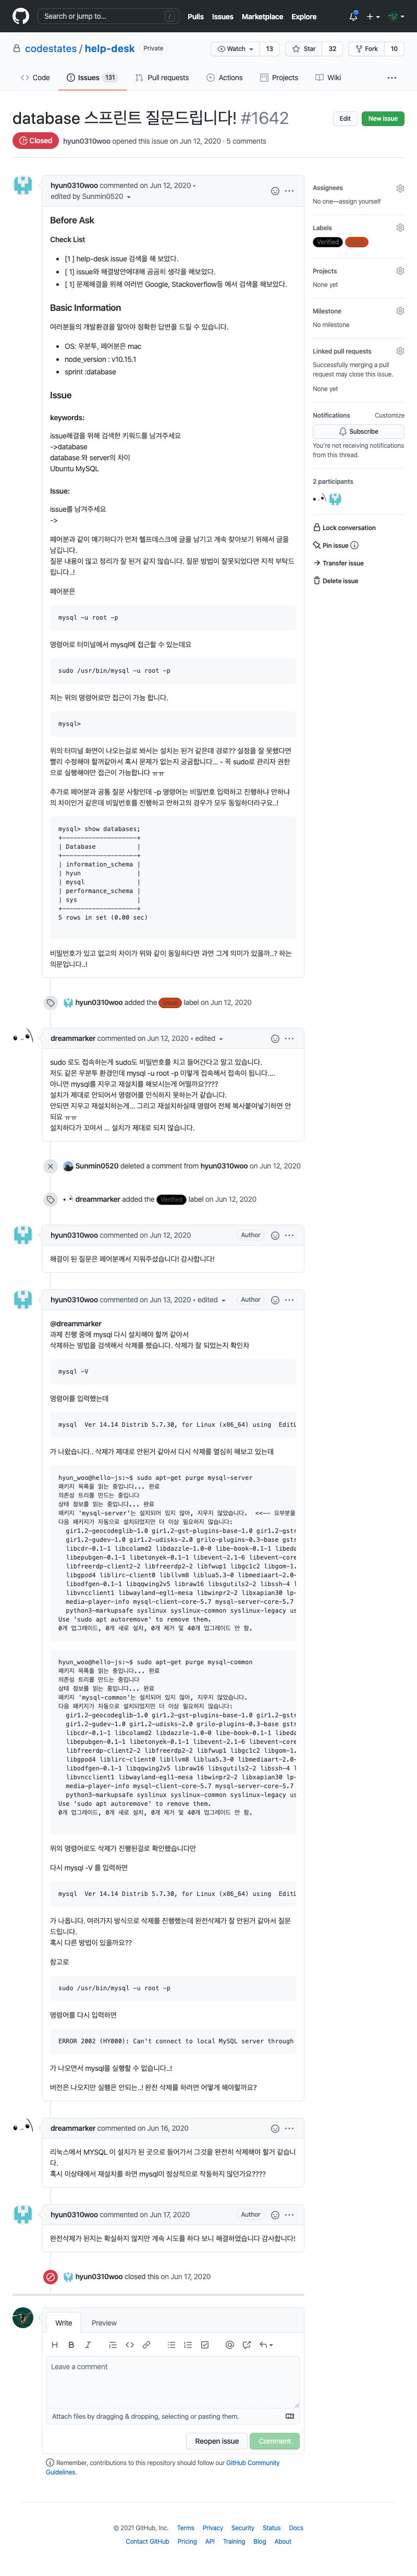 Search or jump to...
/
Pulls Issues Marketplace Explore
codestates / help-desk Private
Watch 13 Star 32 Fork 10
Code Issues 131 Pull requests Actions Projects Wiki
database 스프린트 질문드립니다! #1642
Edit New issue
Closed hyun0310woo opened this issue on Jun 12, 2020 · 5 comments
hyun0310woo commented on Jun 12, 2020 •
edited by Sunmin0520
Before Ask
Check List
[1 ] help-desk issue 검색을 해 보았다.
[ 1] issue와 해결방안에대해 곰곰히 생각을 해보았다.
[ 1] 문제해결을 위해 여러번 Google, Stackoverflow등 에서 검색을 해보았다.
Basic Information
여러분들의 개발환경을 알아야 정확한 답변을 드릴 수 있습니다.
OS: 우분투, 페어분은 mac
node_version : v10.15.1
sprint :database
Issue
keywords:
issue해결을 위해 검색한 키워드를 남겨주세요
->database
database 와 server의 차이
Ubuntu MySQL
Issue:
issue를 남겨주세요
->
페어분과 같이 얘기하다가 먼저 헬프데스크에 글을 남기고 계속 찾아보기 위해서 글을
남깁니다.
질문 내용이 많고 정리가 잘 된거 같지 않습니다. 질문 방법이 잘못되었다면 지적 부탁드
립니다..!
페어분은
mysql -u root -p
명령어로 터미널에서 mysql에 접근할 수 있는데요
sudo /usr/bin/mysql -u root -p
저는 위의 명령어로만 접근이 가능 합니다.
mysql>
위의 터미널 화면이 나오는걸로 봐서는 설치는 된거 같은데 경로?? 설정을 잘 못했다면
빨리 수정해야 할꺼같아서 혹시 문제가 없는지 궁금합니다... - 꼭 sudo로 관리자 권한
으로 실행해야만 접근이 가능합니다 ㅠㅠ
추가로 페어분과 공통 질문 사항인데 -p 명령어는 비밀번호 입력하고 진행하냐 안하냐
의 차이인거 같은데 비밀번호를 진행하고 안하고의 경우가 모두 동일하더라구요..!
mysql> show databases;
+--------------------+
| Database |
+--------------------+
| information_schema |
| hyun |
| mysql |
| performance_schema |
| sys |
+--------------------+
5 rows in set (0.00 sec)
비밀번호가 있고 없고의 차이가 위와 같이 동일하다면 과연 그게 의미가 있을까..? 하는
의문입니다..!
hyun0310woo added the label on Jun 12, 2020
dreammarker commented on Jun 12, 2020 • edited
sudo 로도 접속하는게 sudo도 비밀번호를 치고 들어간다고 알고 있습니다.
저도 같은 우분투 환경인데 mysql -u root -p 이렇게 접속해서 접속이 됩니다....
아니면 mysql를 지우고 재설치를 해보시는게 어떨까요????
설치가 제대로 안되어서 명령어를 인식하지 못하는거 같습니다.
안되면 지우고 재설치하는게... 그리고 재설치하실때 명령어 전체 복사붙여넣기하면 안
되요 ㅠㅠ
설치하다가 꼬여서 ... 설치가 제대로 되지 않습니다.
Sunmin0520 deleted a comment from hyun0310woo on Jun 12, 2020
dreammarker added the Verified label on Jun 12, 2020
hyun0310woo commented on Jun 12, 2020 Author
해결이 된 질문은 페어분께서 지워주셨습니다! 감사합니다!
hyun0310woo commented on Jun 13, 2020 • edited Author
@dreammarker
과제 진행 중에 mysql 다시 설치해야 할꺼 같아서
삭제하는 방법을 검색해서 삭제를 했습니다. 삭제가 잘 되었는지 확인차
mysql -V
명령어를 입력했는데
mysql Ver 14.14 Distrib 5.7.30, for Linux (x86_64) using EditL
가 나왔습니다.. 삭제가 제대로 안된거 같아서 다시 삭제를 열심히 해보고 있는데
hyun_woo@hello-js:~$ sudo apt-get purge mysql-server
패키지 목록을 읽는 중입니다... 완료
의존성 트리를 만드는 중입니다
상태 정보를 읽는 중입니다... 완료
패키지 'mysql-server'는 설치되어 있지 않아, 지우지 않았습니다. <<-- 요부분을
다음 패키지가 자동으로 설치되었지만 더 이상 필요하지 않습니다:
gir1.2-geocodeglib-1.0 gir1.2-gst-plugins-base-1.0 gir1.2-gstr
gir1.2-gudev-1.0 gir1.2-udisks-2.0 grilo-plugins-0.3-base gstr
libcdr-0.1-1 libcolamd2 libdazzle-1.0-0 libe-book-0.1-1 libeda
libepubgen-0.1-1 libetonyek-0.1-1 libevent-2.1-6 libevent-core
libfreerdp-client2-2 libfreerdp2-2 libfwup1 libgc1c2 libgom-1.
libgpod4 liblirc-client0 libllvm8 liblua5.3-0 libmediaart-2.0-
libodfgen-0.1-1 libqqwing2v5 libraw16 libsgutils2-2 libssh-4 l
libvncclient1 libwayland-egl1-mesa libwinpr2-2 libxapian30 lp-
media-player-info mysql-client-core-5.7 mysql-server-core-5.7
python3-mako syslinux syslinux-common syslinux-legacy us
Use 'sudo apt autoremove' to remove them.
0개 업그레이드, 0개 새로 설치, 0개 제거 및 40개 업그레이드 안 함.
hyun_woo@hello-js:~$ sudo apt-get purge mysql-common
패키지 목록을 읽는 중입니다... 완료
의존성 트리를 만드는 중입니다
상태 정보를 읽는 중입니다... 완료
패키지 'mysql-common'는 설치되어 있지 않아, 지우지 않았습니다.
다음 패키지가 자동으로 설치되었지만 더 이상 필요하지 않습니다:
gir1.2-geocodeglib-1.0 gir1.2-gst-plugins-base-1.0 gir1.2-gstr
gir1.2-gudev-1.0 gir1.2-udisks-2.0 grilo-plugins-0.3-base gstr
libcdr-0.1-1 libcolamd2 libdazzle-1.0-0 libe-book-0.1-1 libeda
libepubgen-0.1-1 libetonyek-0.1-1 libevent-2.1-6 libevent-core
libfreerdp-client2-2 libfreerdp2-2 libfwup1 libgc1c2 libgom-1.
libgpod4 liblirc-client0 libllvm8 liblua5.3-0 libmediaart-2.0-
libodfgen-0.1-1 libqqwing2v5 libraw16 libsgutils2-2 libssh-4 l
libvncclient1 libwayland-egl1-mesa libwinpr2-2 libxapian30 lp-
media-player-info mysql-client-core-5.7 mysql-server-core-5.7
syslinux syslinux-common syslinux-legacy us
Use 'sudo apt autoremove' to remove them.
0개 업그레이드, 0개 새로 설치, 0개 제거 및 40개 업그레이드 안 함.
위의 명령어로도 삭제가 진행된걸로 확인했습니다만
다시 mysql -V 를 입력하면
mysql Ver 14.14 Distrib 5.7.30, for Linux (x86_64) using EditL
가 나옵니다. 여러가지 방식으로 삭제를 진행했는데 완전삭제가 잘 안된거 같아서 질문
드립니다.
혹시 다른 방법이 있을까요??
참고로
sudo /usr/bin/mysql -u root -p
명령어를 다시 입력하면
ERROR 2002 (HY000): Can't connect to local MySQL server through
가 나오면서 mysql을 실행할 수 없습니다..!
버전은 나오지만 실행은 안되는..! 완전 삭제를 하려면 어떻게 해야할까요?
dreammarker commented on Jun 16, 2020
리눅스에서 MYSQL 이 설치가 된 곳으로 들어가서 그것을 완전히 삭제해야 할거 같습니
다.
혹시 이상태에서 재설치를 하면 mysql이 정상적으로 작동하지 않던가요????
hyun0310woo commented on Jun 17, 2020 Author
완전삭제가 된지는 확실하지 않지만 계속 시도를 하다 보니 해결하었습니다 감사합니다!
hyun0310woo closed this on Jun 17, 2020
Write Preview
Leave a comment
Attach files by dragging & dropping, selecting or pasting them.
Reopen issue Comment
Remember, contributions to this repository should follow our GitHub Community
Guidelines.
Assignees
No one—assign yourself
Labels
Verified
Projects
None yet
Milestone
No milestone
Linked pull requests
Successfully merging a pull
request may close this issue.
None yet
Notifications Customize
Subscribe
You're not receiving notifications
from this thread.
2 participants
Lock conversation
Pin issue
Transfer issue
Delete issue
© 2021 GitHub, Inc. Terms Privacy Security Status Docs
Contact GitHub Pricing API Training Blog About